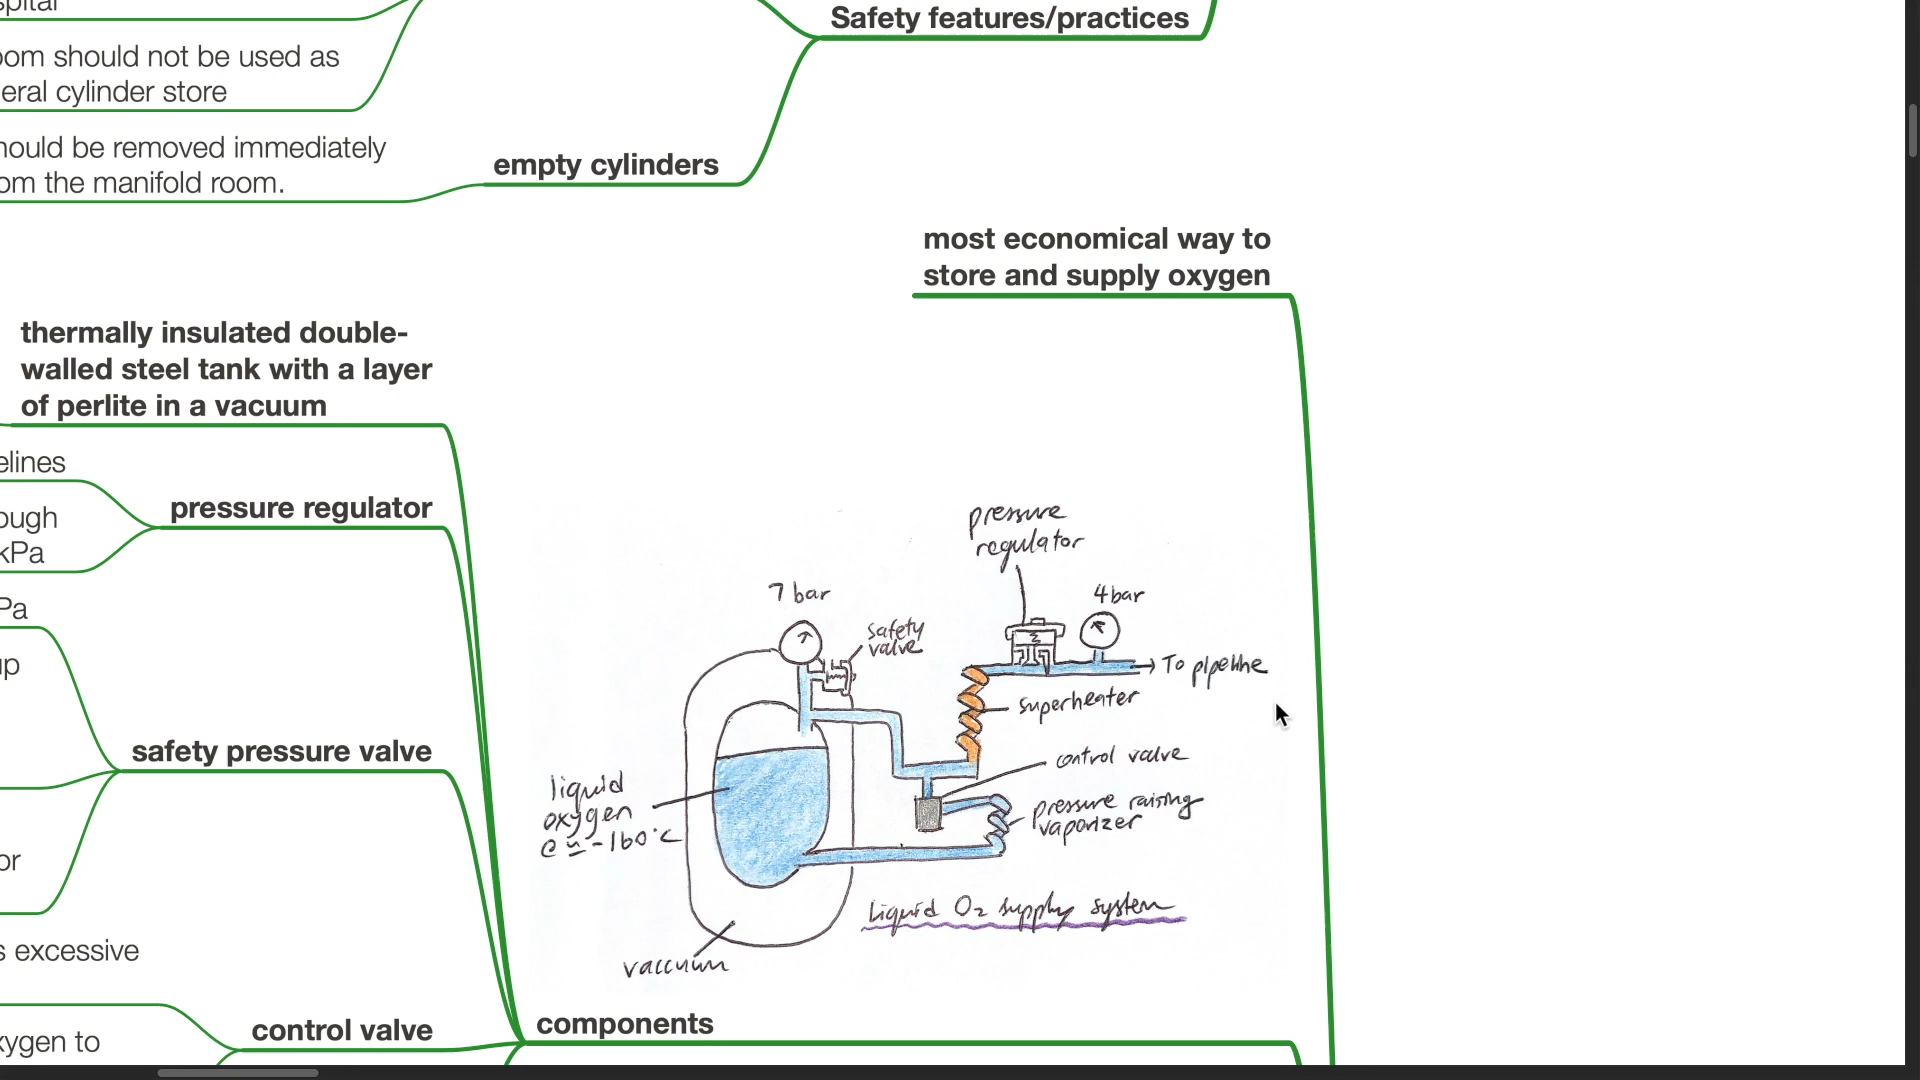 spital
Safety features/practices
oom should not be used as
eral cylinder store
hould be removed immediately
om the manifold room.
empty cylinders
most economical way to
store and supply oxygen
thermally insulated double-
walled steel tank with a layer
of perlite in a vacuum
elines
pressure regulator
ough
kPa
Pa
up
safety pressure valve
or
s excessive
control valve
xygen to
components
pressure
regulator
7 bar
4 bar
safety
valve
To pipeline
superheater
control valve
liquid
oxygen
@ ≈ -160°C
pressure raising
vaporizer
Liquid O2 supply system
vaccuum